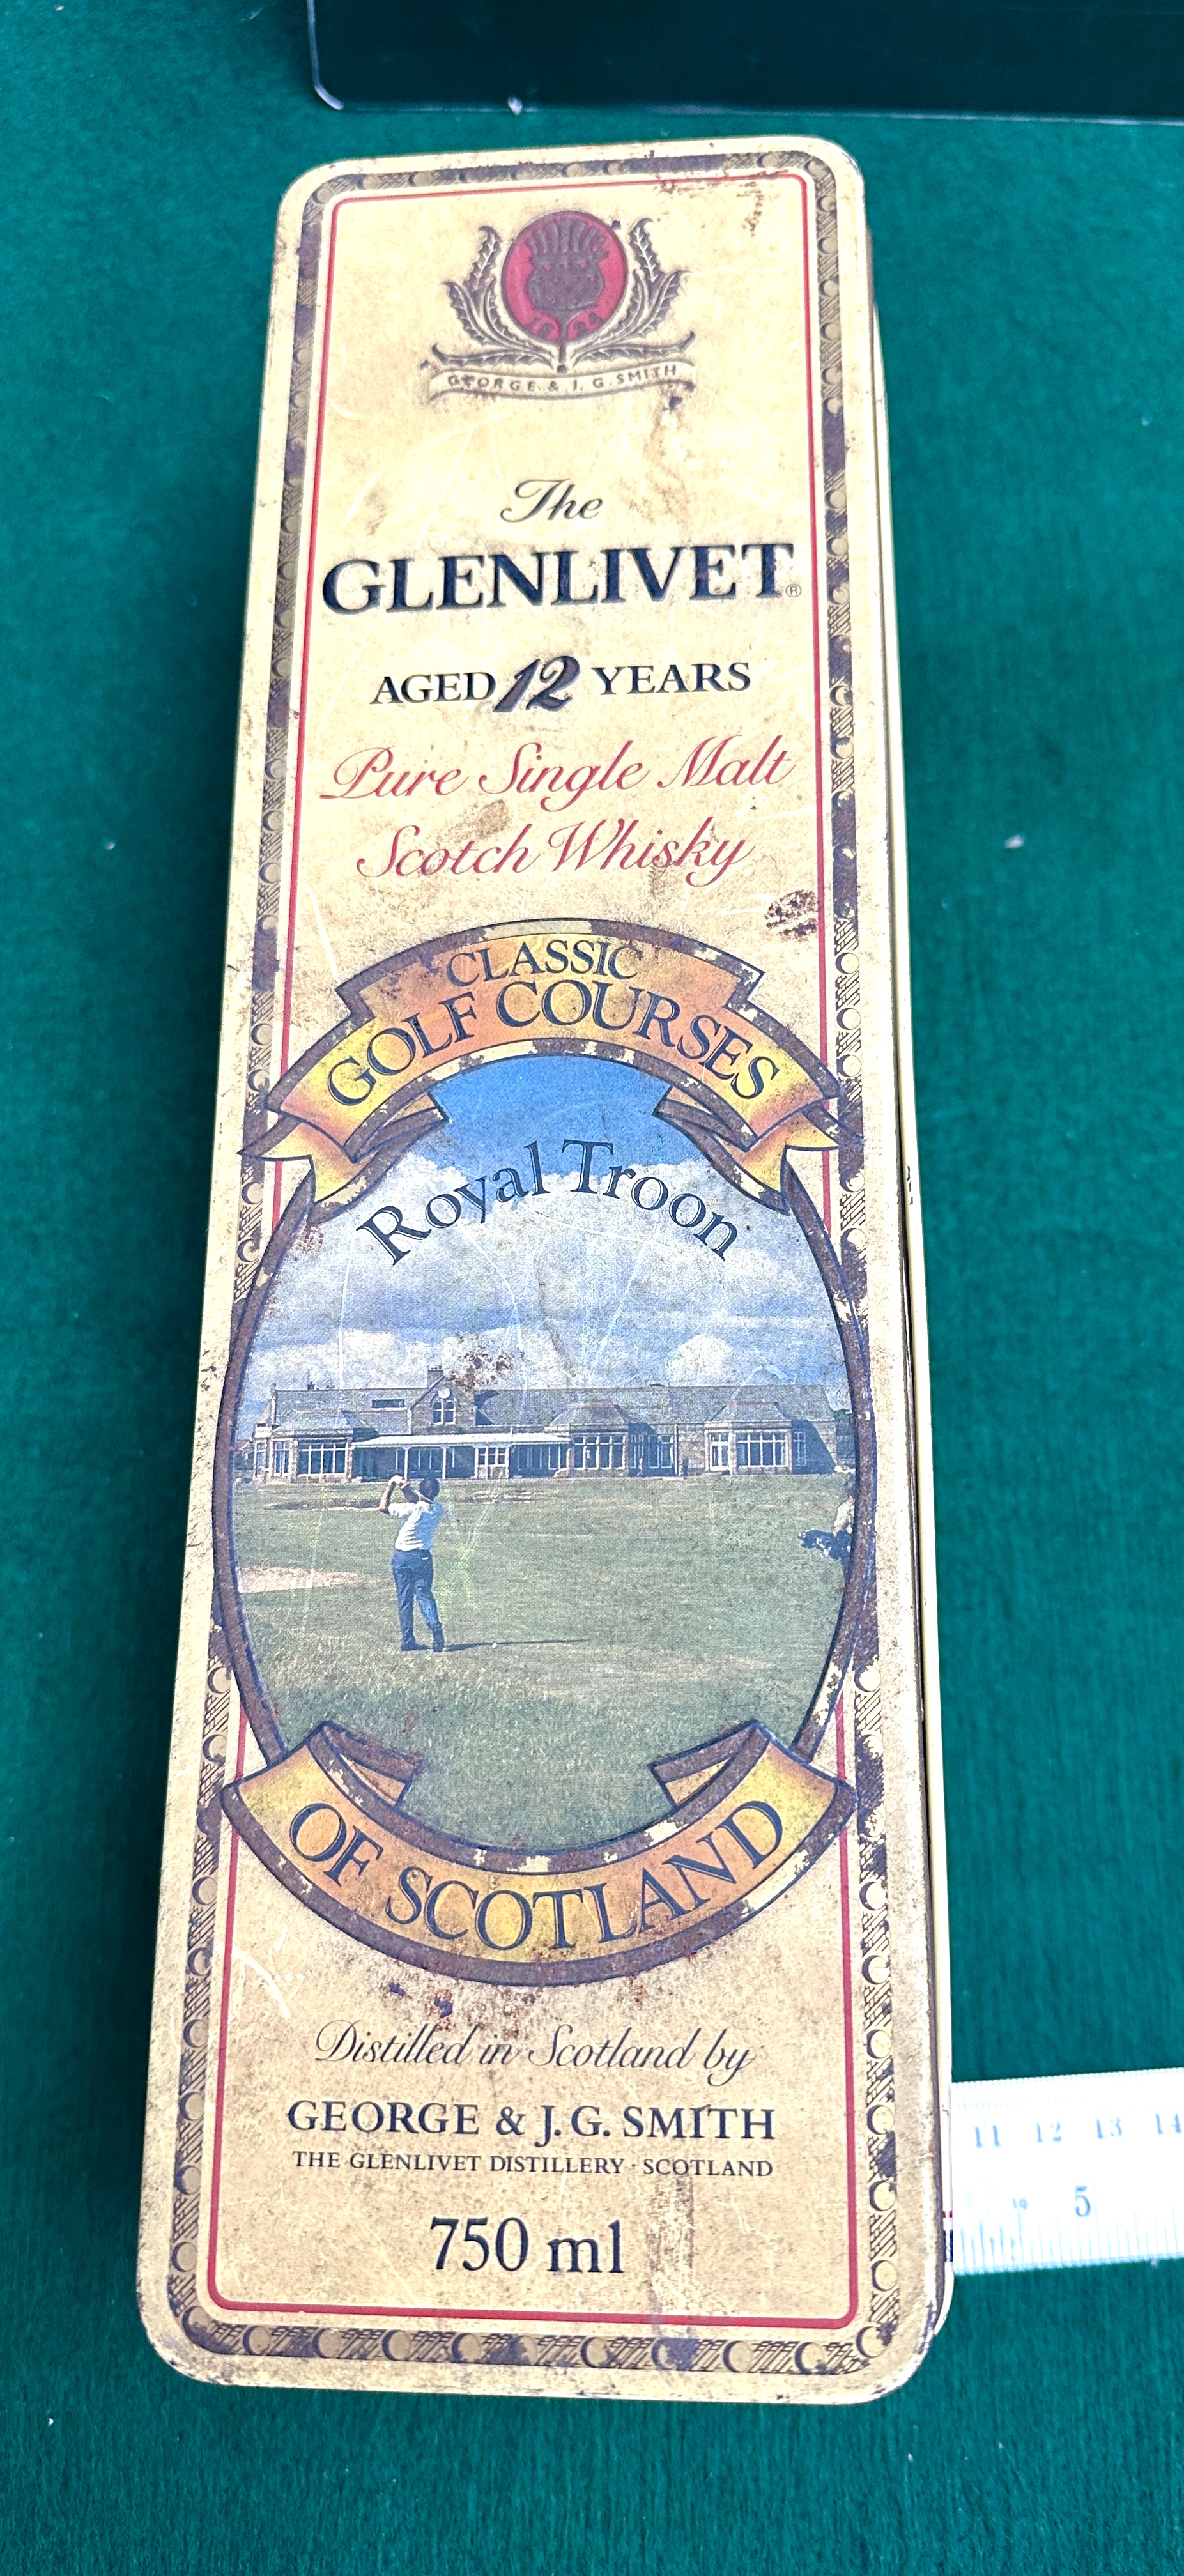 1824
GEORGE & J. G. SMITH
The
GLENLIVET®
AGED 12 YEARS
Pure Single Malt
Scotch Whisky
CLASSIC
GOLF COURSES
Royal Troon
OF SCOTLAND
Distilled in Scotland by
GEORGE & J. G. SMITH
THE GLENLIVET DISTILLERY · SCOTLAND
750 ml
11 12 13 14
5